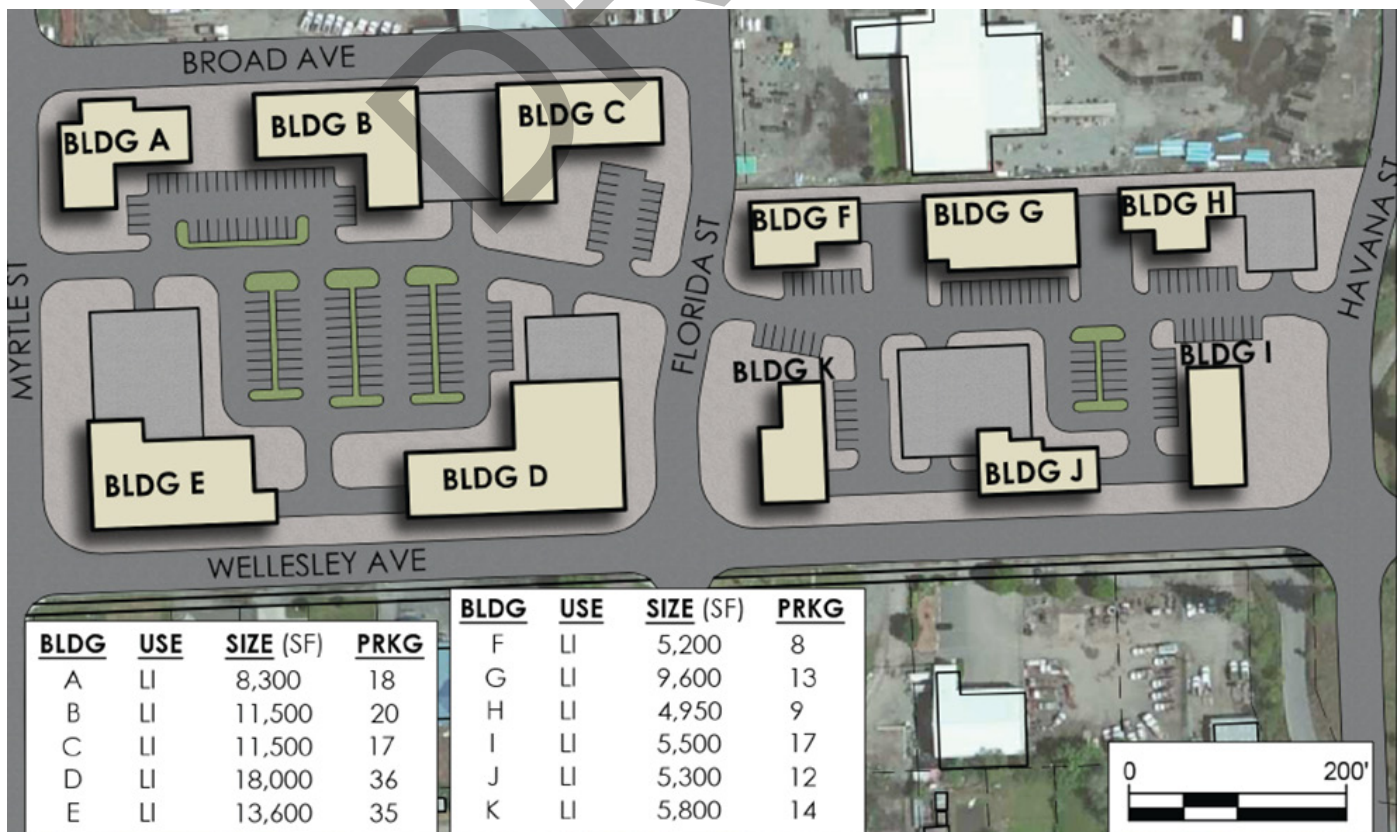 DR
BROAD AVE
BLDG A
BLDG B
BLDG C
BLDG F
BLDG G
BLDG H
MYRTLE ST
FLORIDA ST
HAVANA ST
BLDG K
BLDG I
BLDG E
BLDG D
BLDG J
WELLESLEY AVE
BLDG USE SIZE (SF) PRKG
A LI 8,300 18
B LI 11,500 20
C LI 11,500 17
D LI 18,000 36
E LI 13,600 35
BLDG USE SIZE (SF) PRKG
F LI 5,200 8
G LI 9,600 13
H LI 4,950 9
I LI 5,500 17
J LI 5,300 12
K LI 5,800 14
0 200'